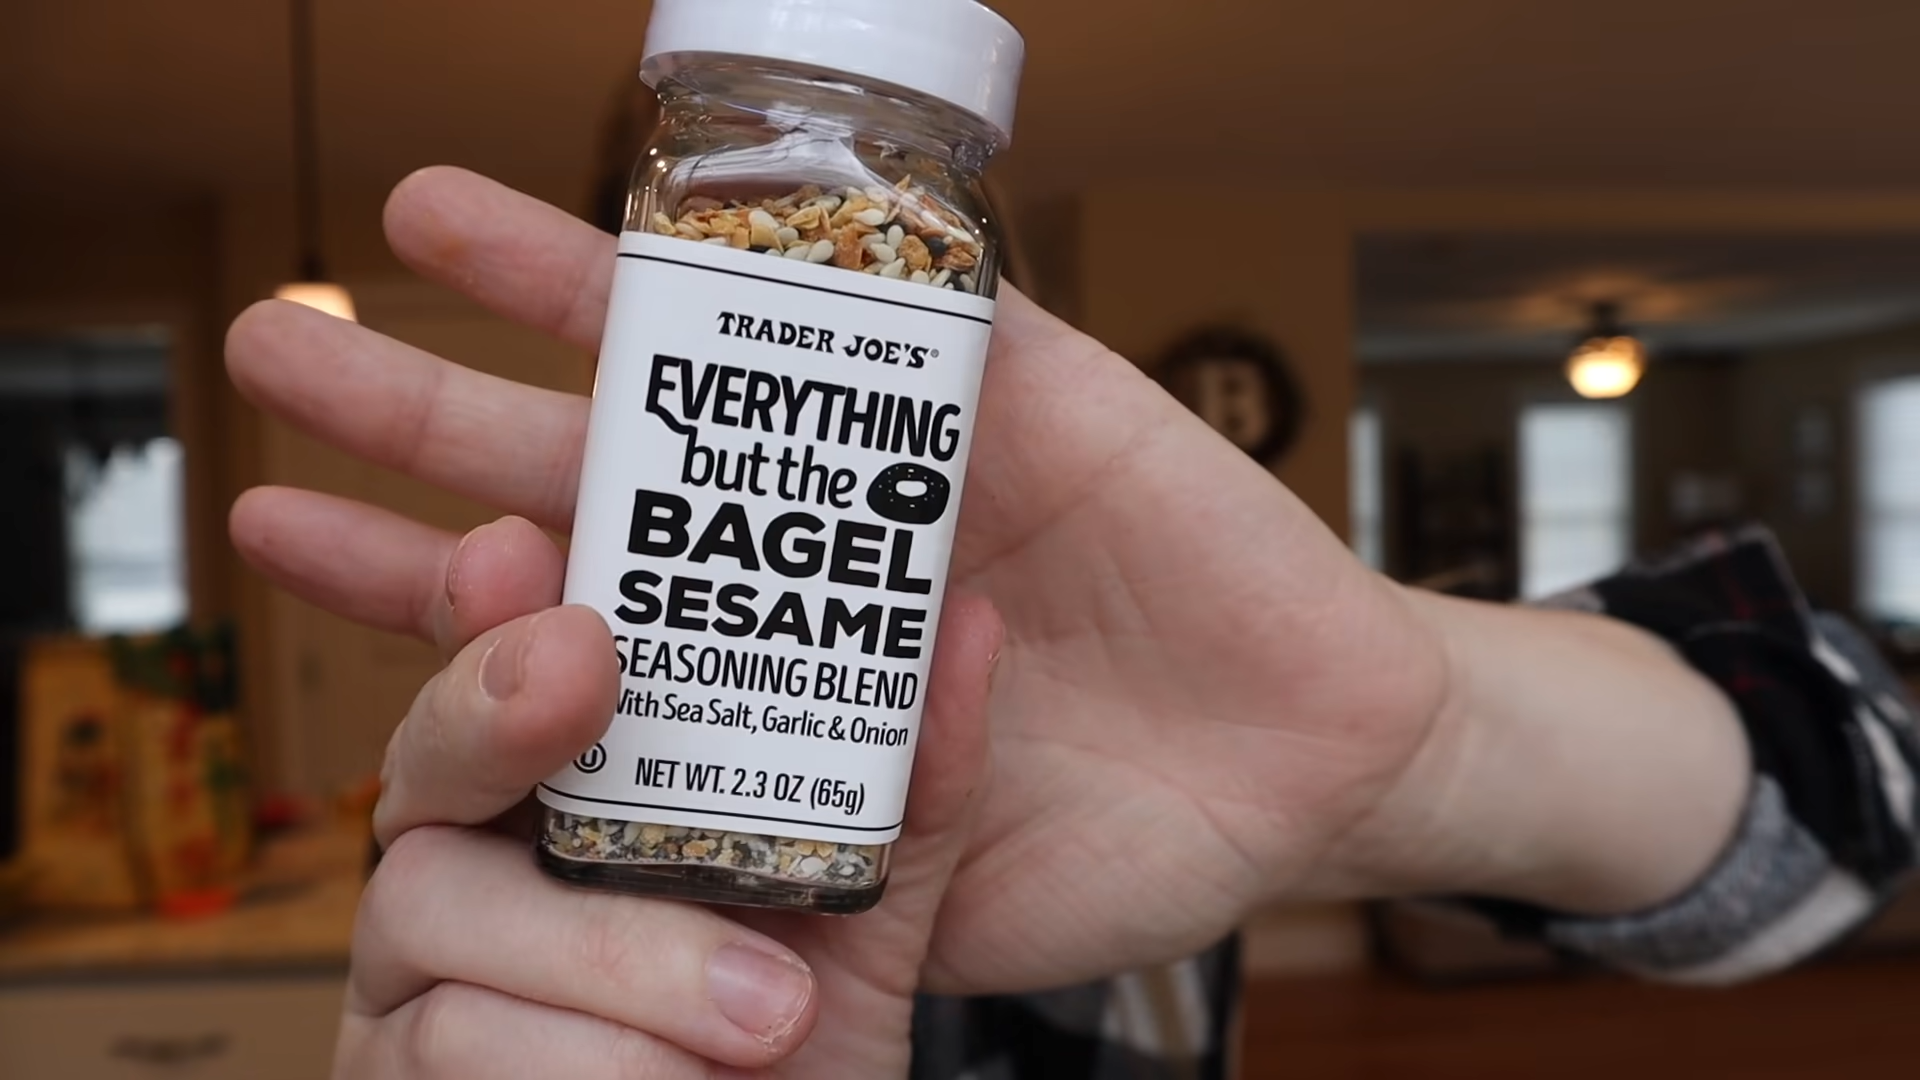 TRADER JOE'S®
EVERYTHING
but the
BAGEL
SESAME
SEASONING BLEND
With Sea Salt, Garlic & Onion
U
NET WT. 2.3 OZ (65g)
B